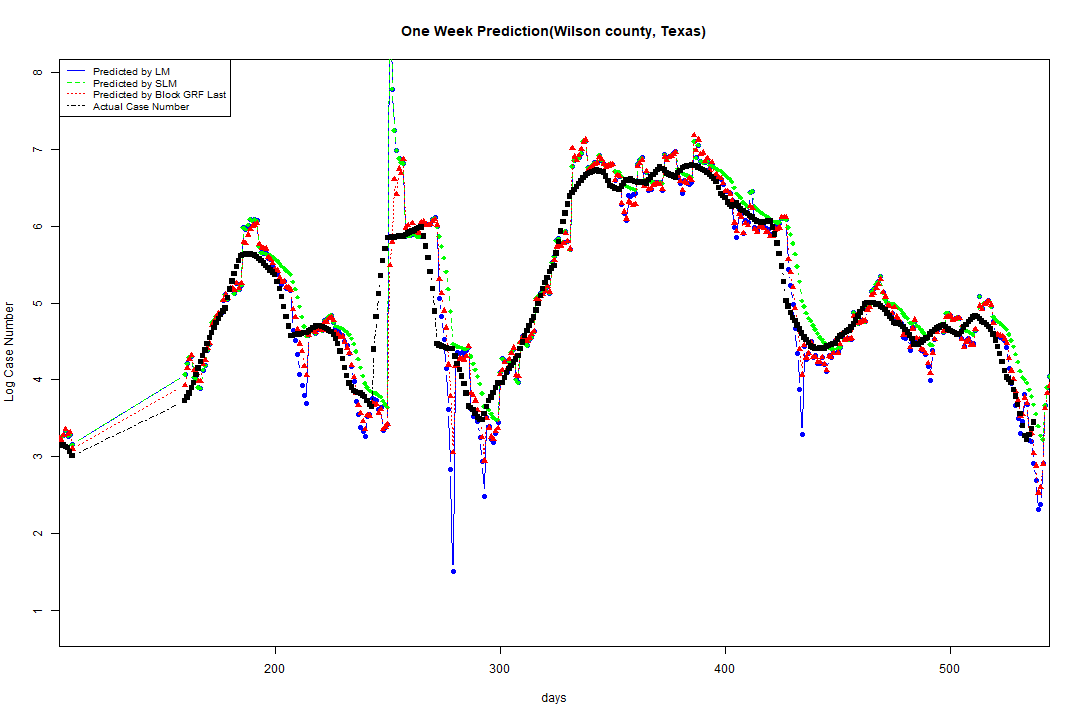 One Week Prediction(Wilson county, Texas)
Predicted by LM
Predicted by SLM
Predicted by Block GRF Last
Actual Case Number
8
7
6
5
4
3
2
1
Log Case Number
200
300
400
500
days